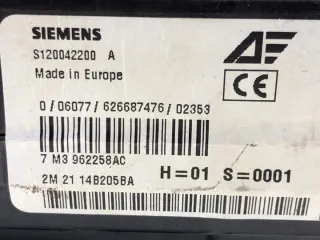 SIEMENS
S120042200 A
Made in Europe
CE
0/06077/626687476/02353
7 M3 962258AC
H=01 S=0001
2M 21 14B205BA